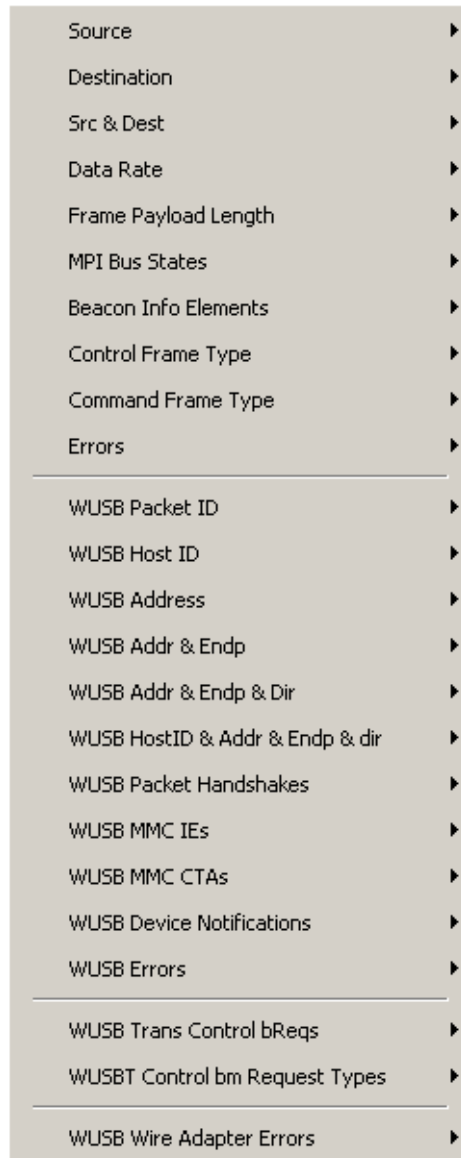 Source
Destination
Src & Dest
Data Rate
Frame Payload Length
MPI Bus States
Beacon Info Elements
Control Frame Type
Command Frame Type
Errors
WUSB Packet ID
WUSB Host ID
WUSB Address
WUSB Addr & Endp
WUSB Addr & Endp & Dir
WUSB HostID & Addr & Endp & dir
WUSB Packet Handshakes
WUSB MMC IEs
WUSB MMC CTAs
WUSB Device Notifications
WUSB Errors
WUSB Trans Control bReqs
WUSBT Control bm Request Types
WUSB Wire Adapter Errors